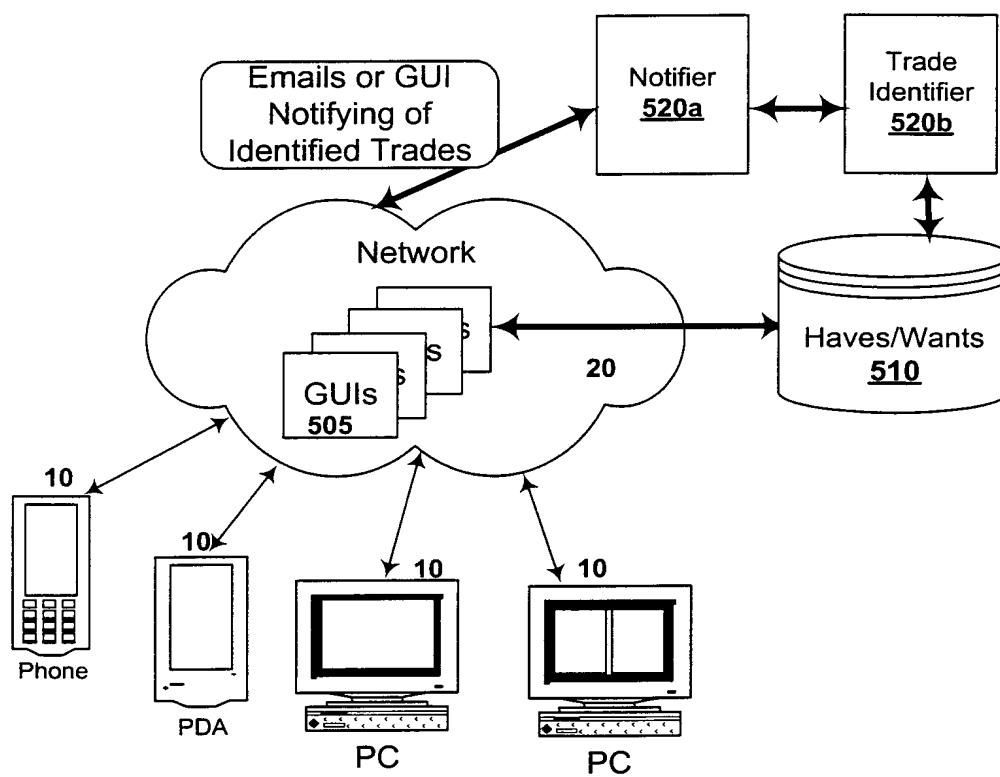 Emails or GUI
Notifying of
Identified Trades
Notifier
520a
Trade
Identifier
520b
Network
s
s
s
GUIs
505
20
Haves/Wants
510
10
Phone
10
PDA
10
PC
10
PC